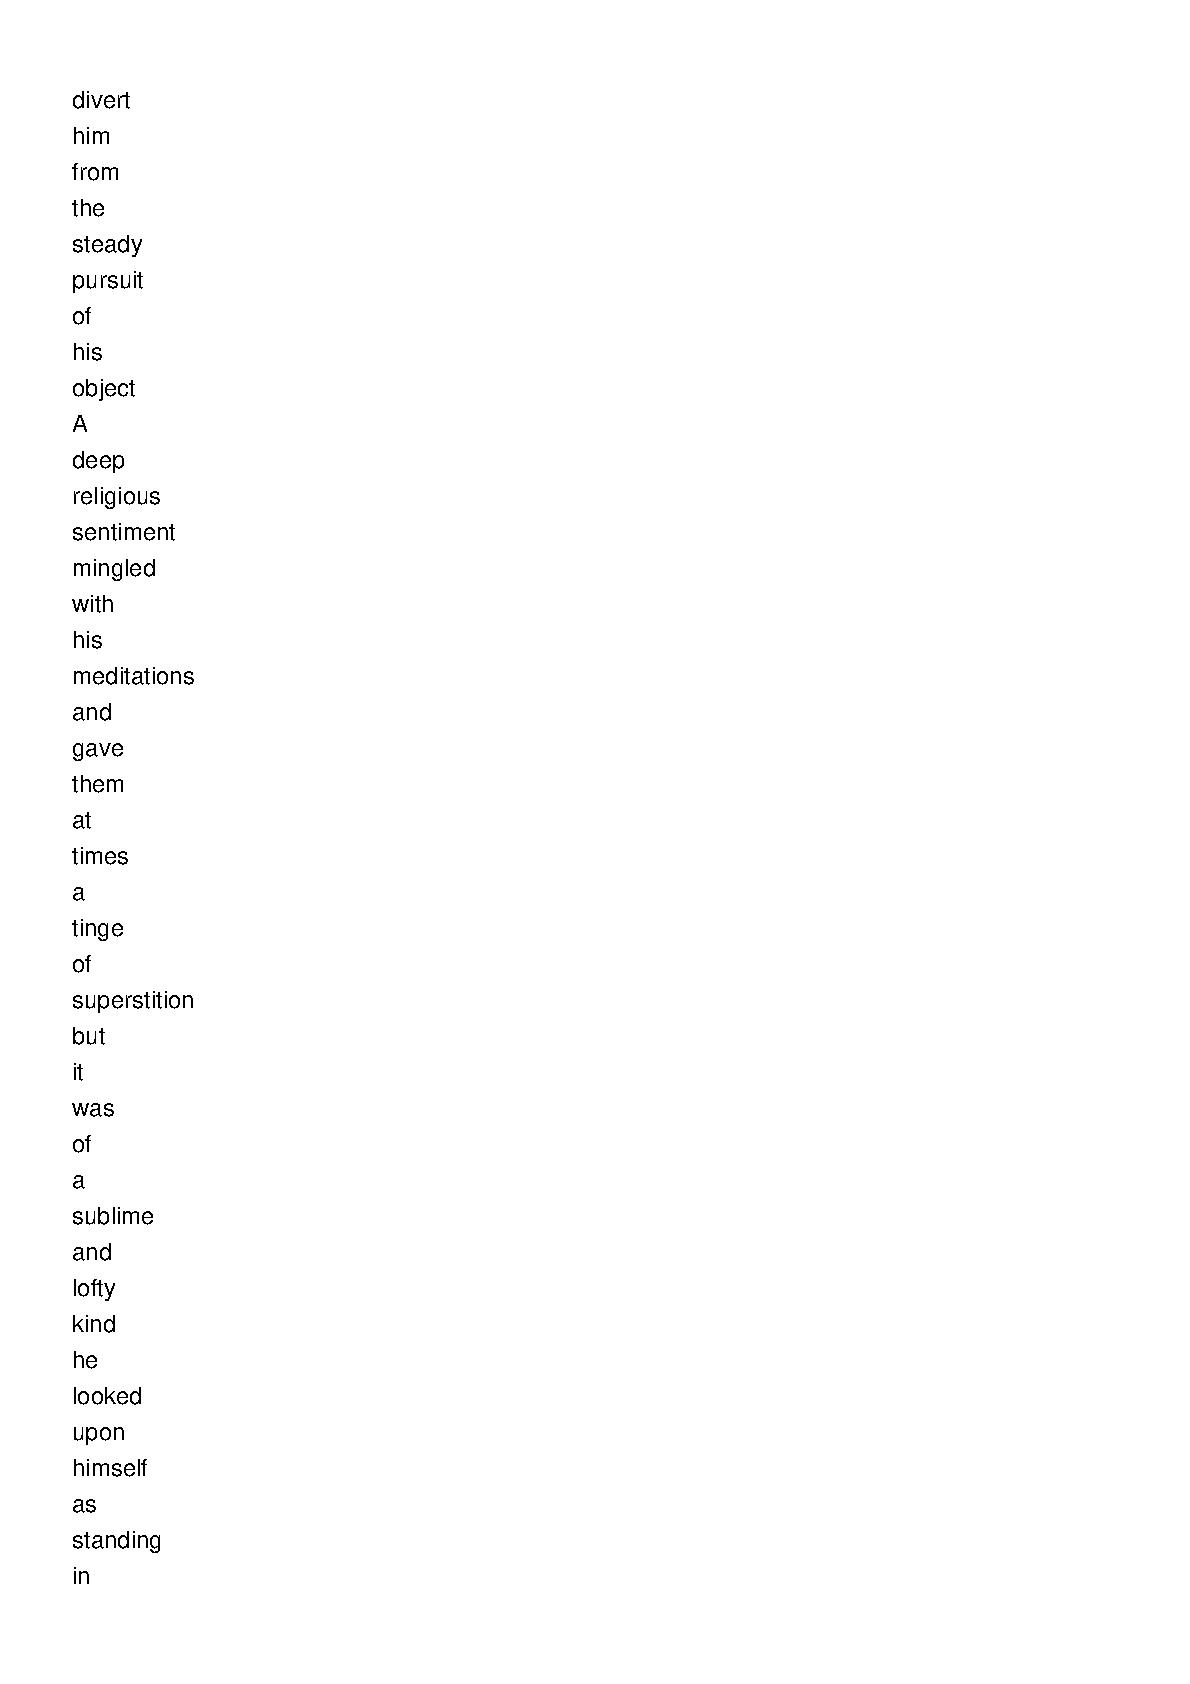 divert
him
from
the
steady
pursuit
of
his
object
A
deep
religious
sentiment
mingled
with
his
meditations
and
gave
them
at
times
a
tinge
of
superstition
but
it
was
of
a
sublime
and
lofty
kind
he
looked
upon
himself
as
standing
in